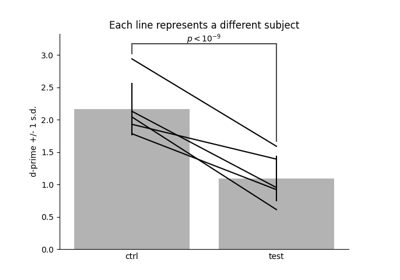 Each line represents a different subject
p < 10⁻⁹
d-prime +/- 1 s.d.
3.0
2.5
2.0
1.5
1.0
0.5
0.0
ctrl
test